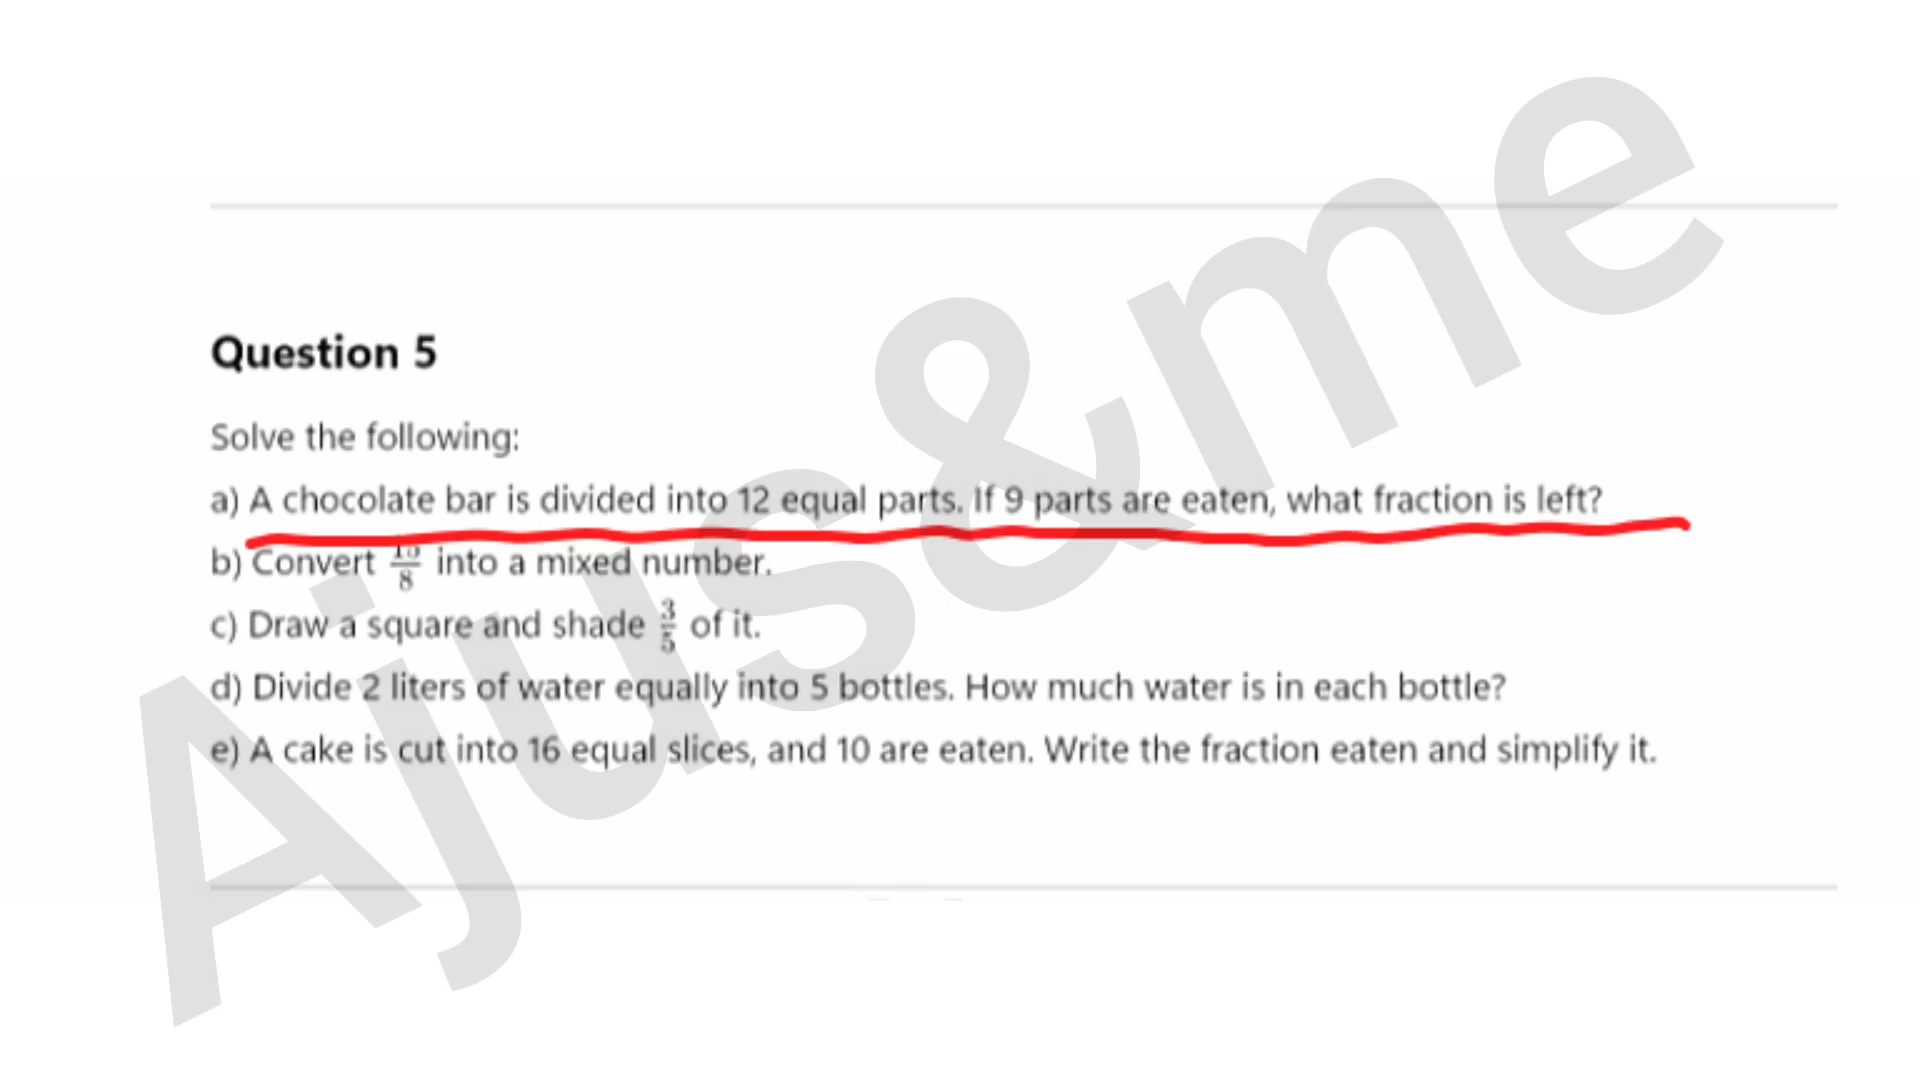 Question 5
Solve the following:
a) A chocolate bar is divided into 12 equal parts. If 9 parts are eaten, what fraction is left?
b) Convert /8 into a mixed number.
c) Draw a square and shade 3/5 of it.
d) Divide 2 liters of water equally into 5 bottles. How much water is in each bottle?
e) A cake is cut into 16 equal slices, and 10 are eaten. Write the fraction eaten and simplify it.
Ajus&me